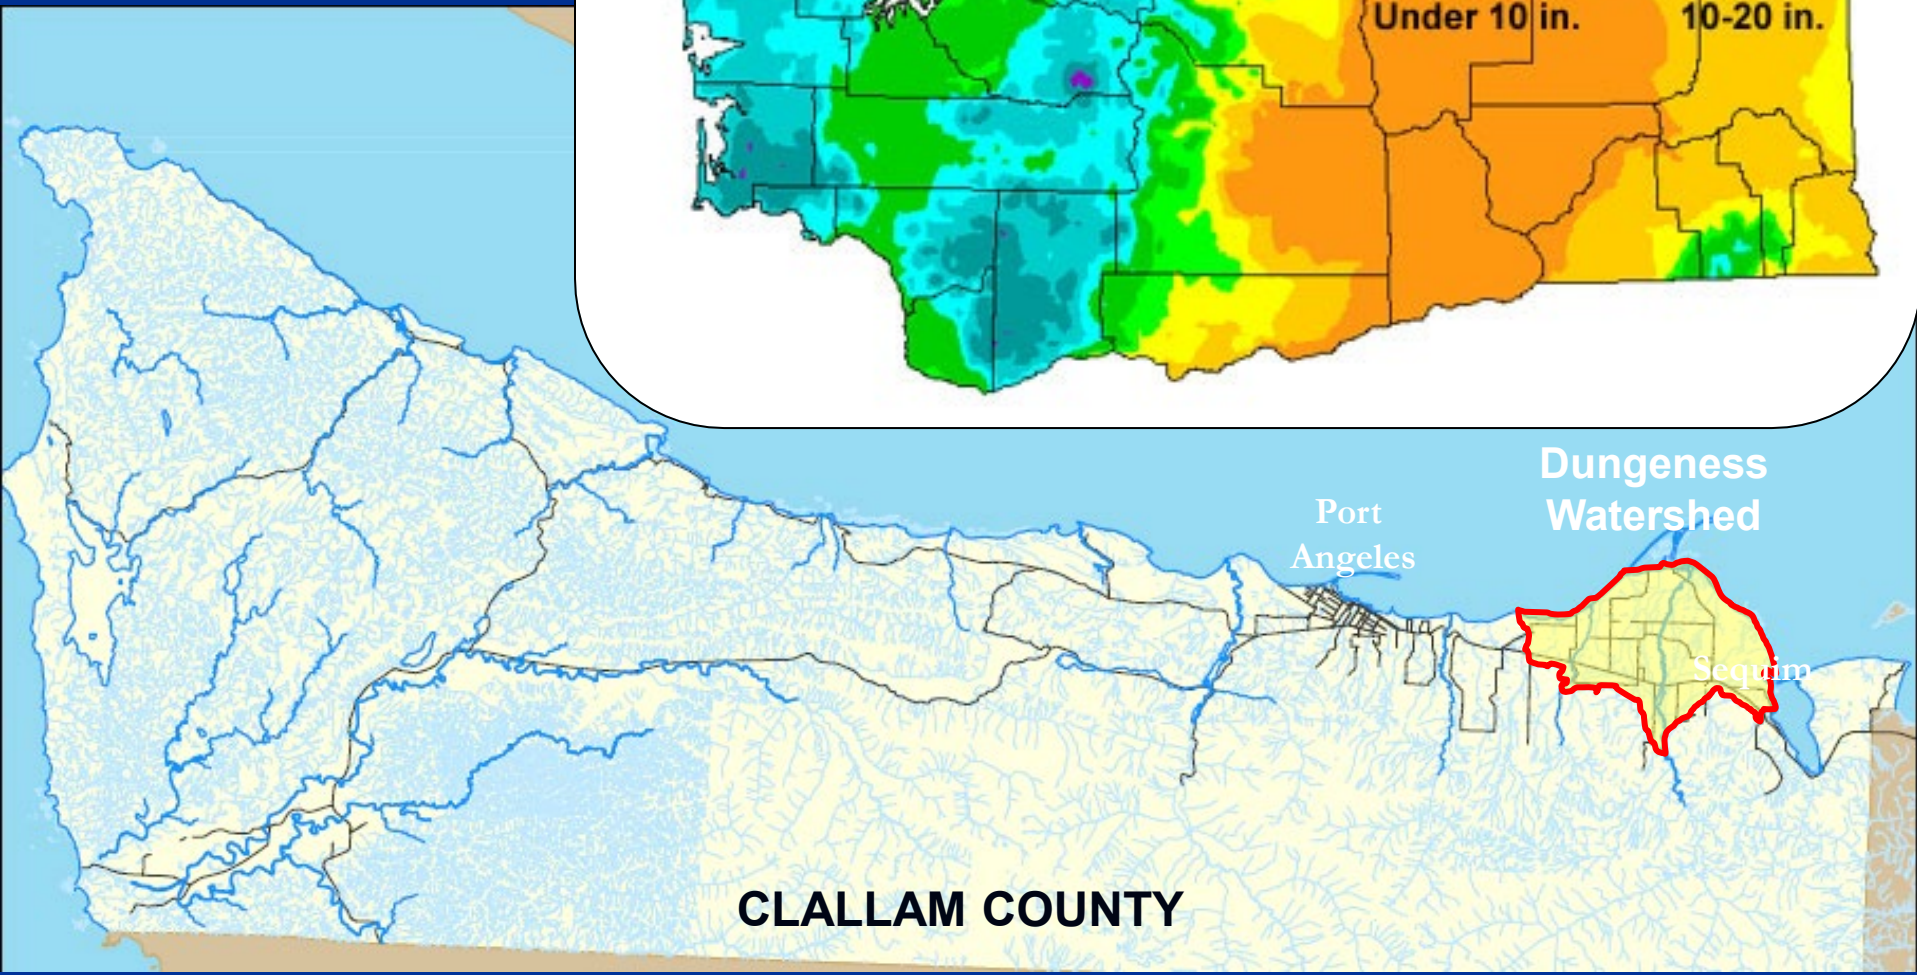 Under 10 in.
10-20 in.
Dungeness
Watershed
Port
Angeles
Sequim
CLALLAM COUNTY